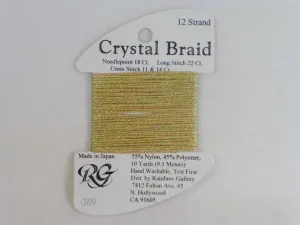 12 Strand
Crystal Braid
Needlepoint 18 Ct. Long Stitch 22 Ct.
Cross Stitch 11 & 14 Ct.
Made in Japan
RG
55% Nylon, 45% Polyester,
10 Yards (9.1 Meters)
Hand Washable, Test First
Dist. by Rainbow Gallery
7412 Fulton Ave. #5
N. Hollywood
CA 91605